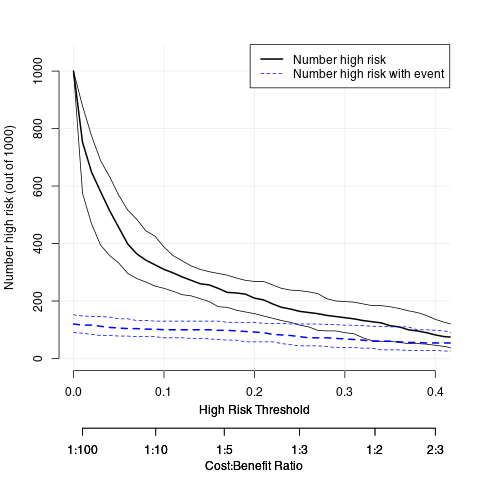 Number high risk
Number high risk with event
Number high risk (out of 1000)
1000
800
600
400
200
0
0.0 0.1 0.2 0.3 0.4
High Risk Threshold
1:100 1:10 1:5 1:3 1:2 2:3
Cost:Benefit Ratio